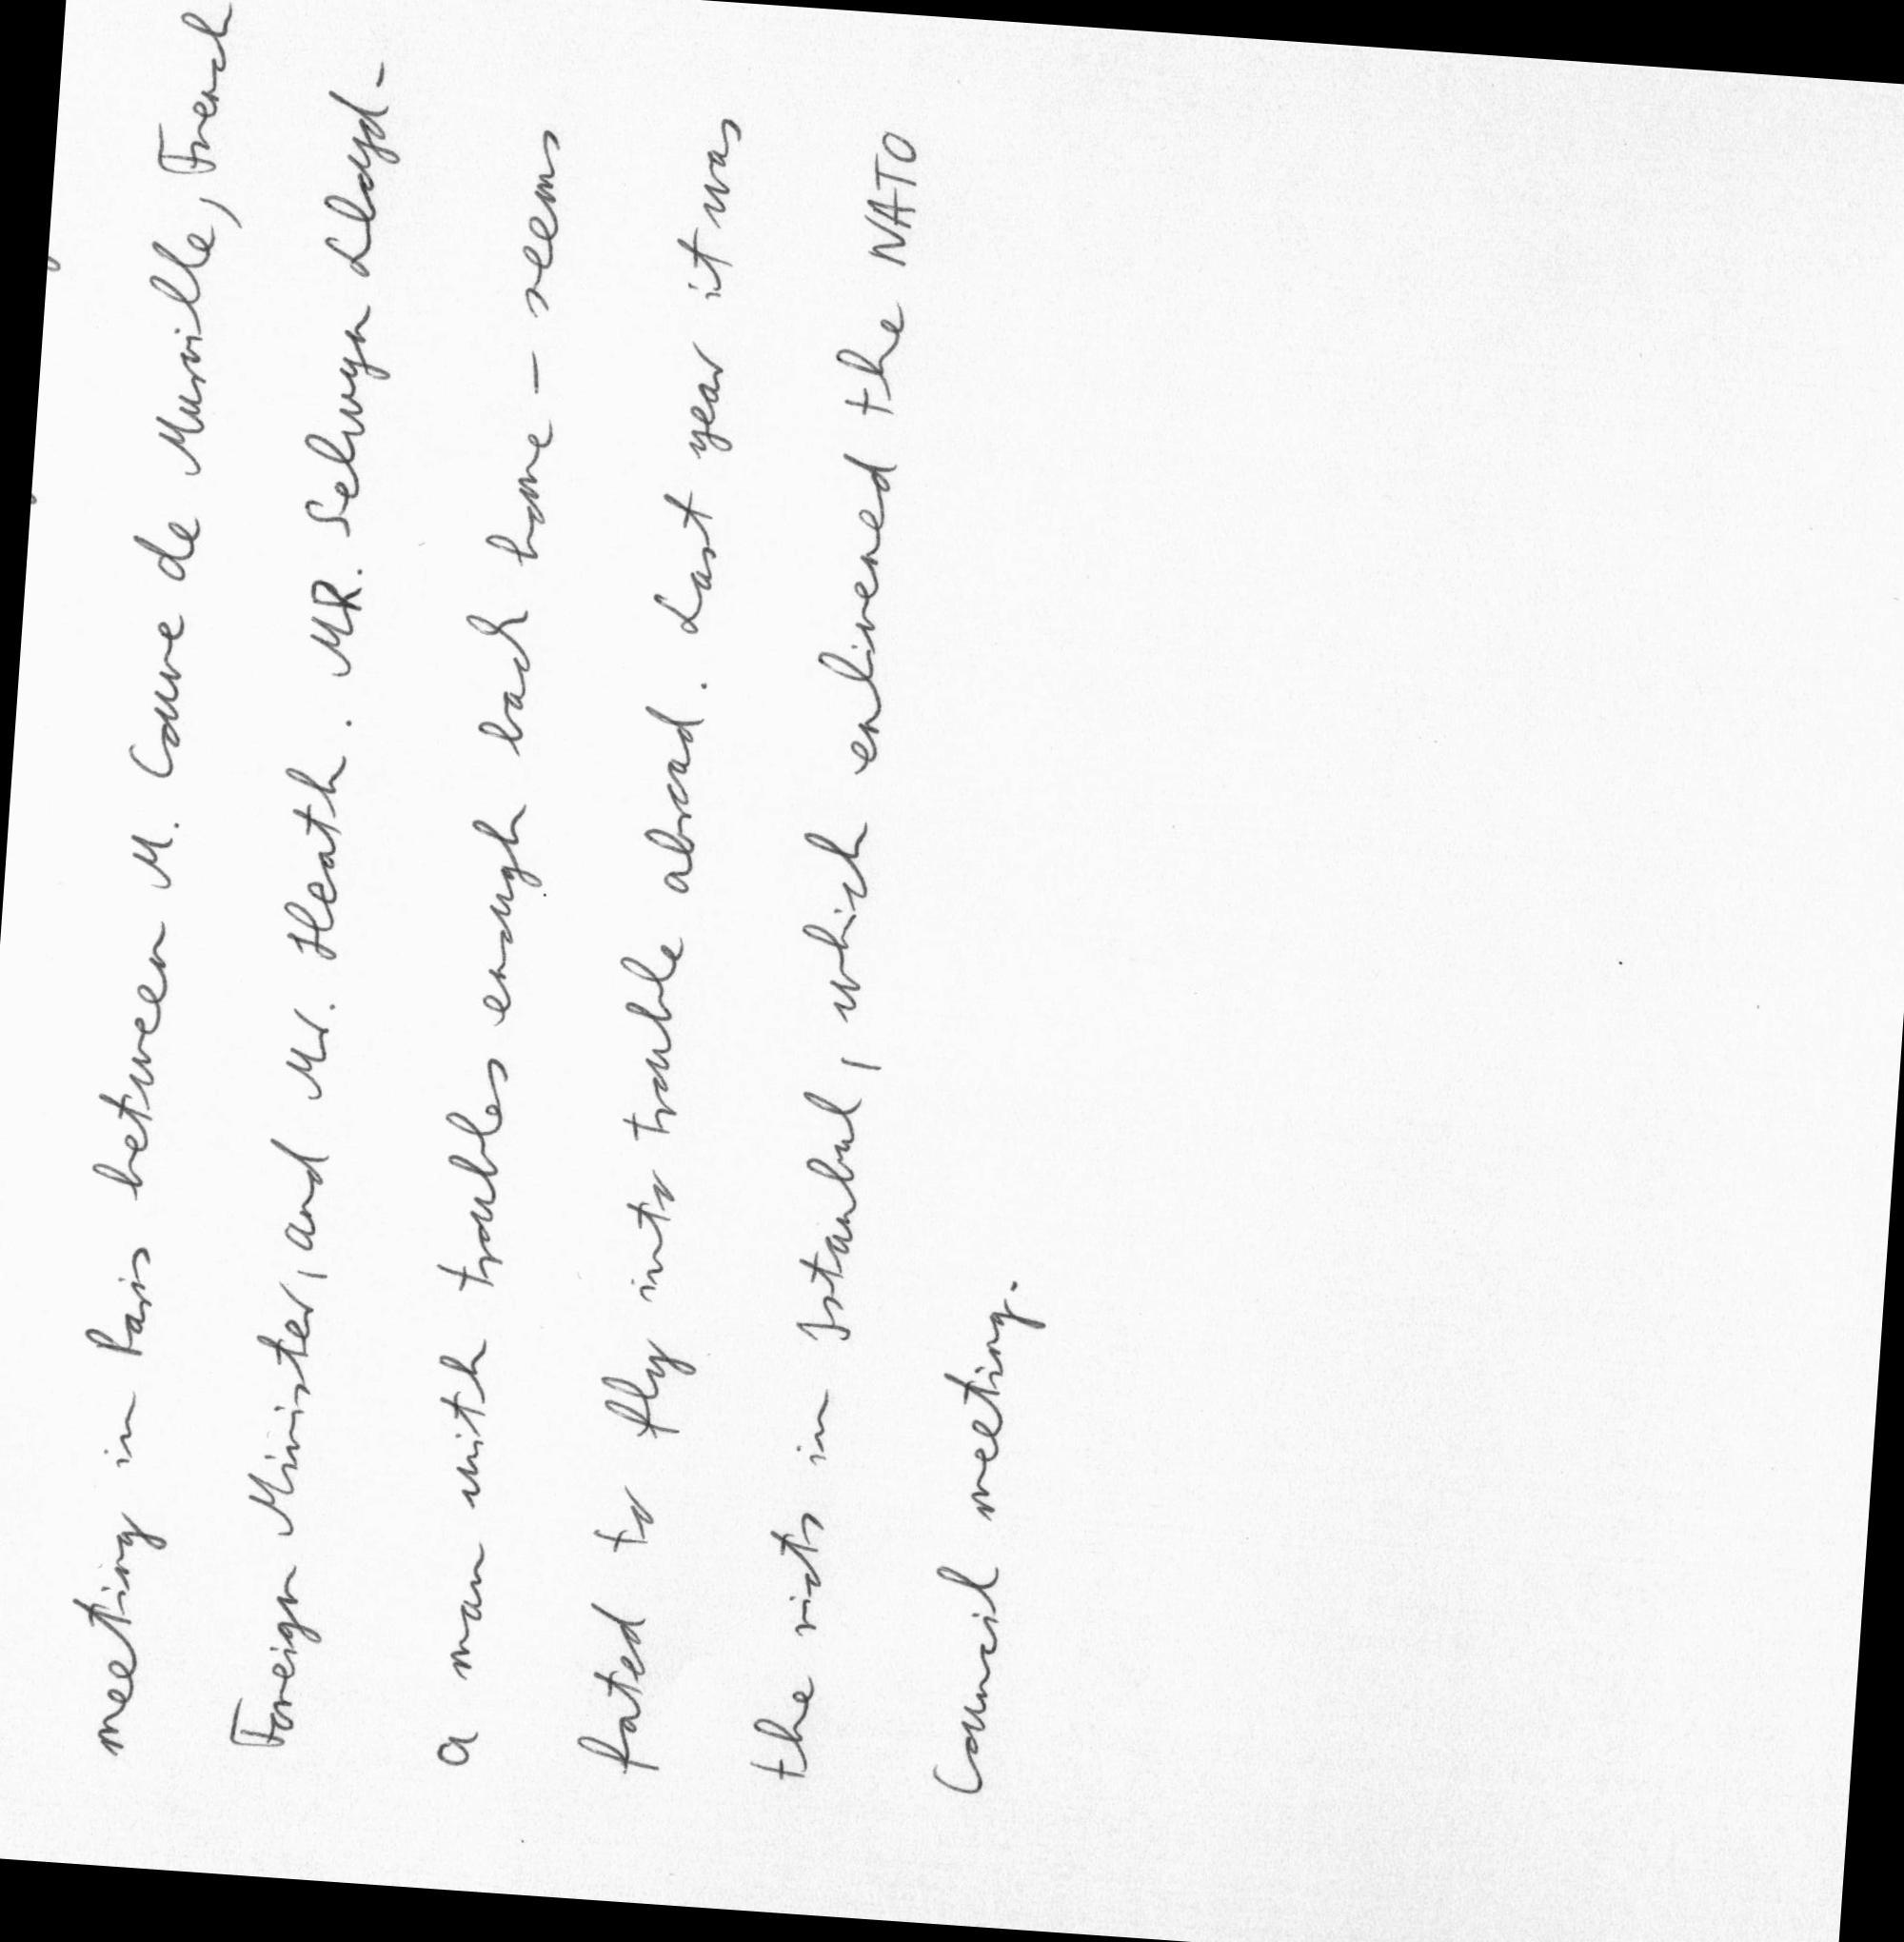 meeting in Paris between M. Couve de Murville, French
Foreign Minister, and Mr. Heath. MR. Selwyn Lloyd -
a man with troubles enough back home - seems
fated to fly into trouble abroad. Last year it was
the riots in Istanbul, which enlivened the NATO
Council meeting.